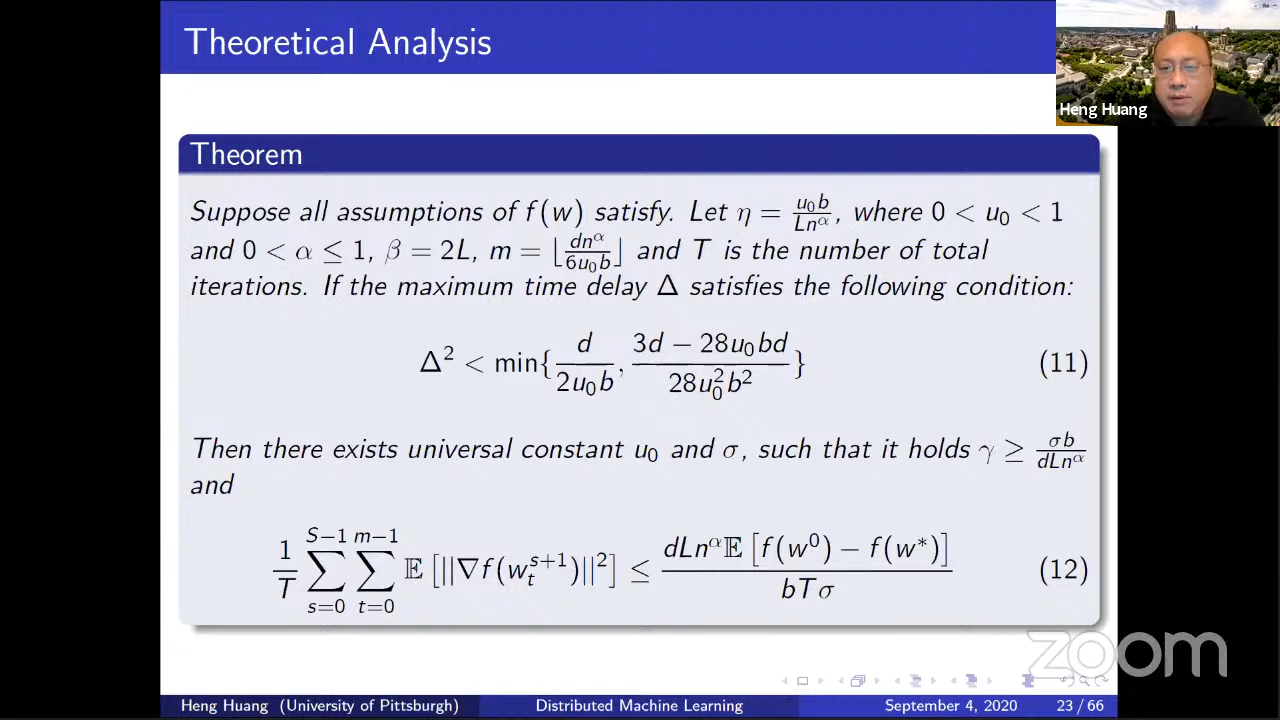 Theoretical Analysis
Heng Huang
Theorem
Suppose all assumptions of f(w) satisfy. Let η = u₀b/Lnᵅ, where 0 < u₀ < 1
and 0 < α ≤ 1, β = 2L, m = ⌊dnᵅ/6u₀b⌋ and T is the number of total
iterations. If the maximum time delay Δ satisfies the following condition:
Δ² < min{d/2u₀b, (3d − 28u₀bd)/28u₀²b²} (11)
Then there exists universal constant u₀ and σ, such that it holds γ ≥ σb/dLnᵅ
and
1/T ∑_{s=0}^{S−1} ∑_{t=0}^{m−1} 𝔼[||∇f(w_t^{s+1})||²] ≤ dLnᵅ𝔼[f(w⁰) − f(w*)]/bTσ (12)
zoom
Heng Huang (University of Pittsburgh) Distributed Machine Learning September 4, 2020 23 / 66